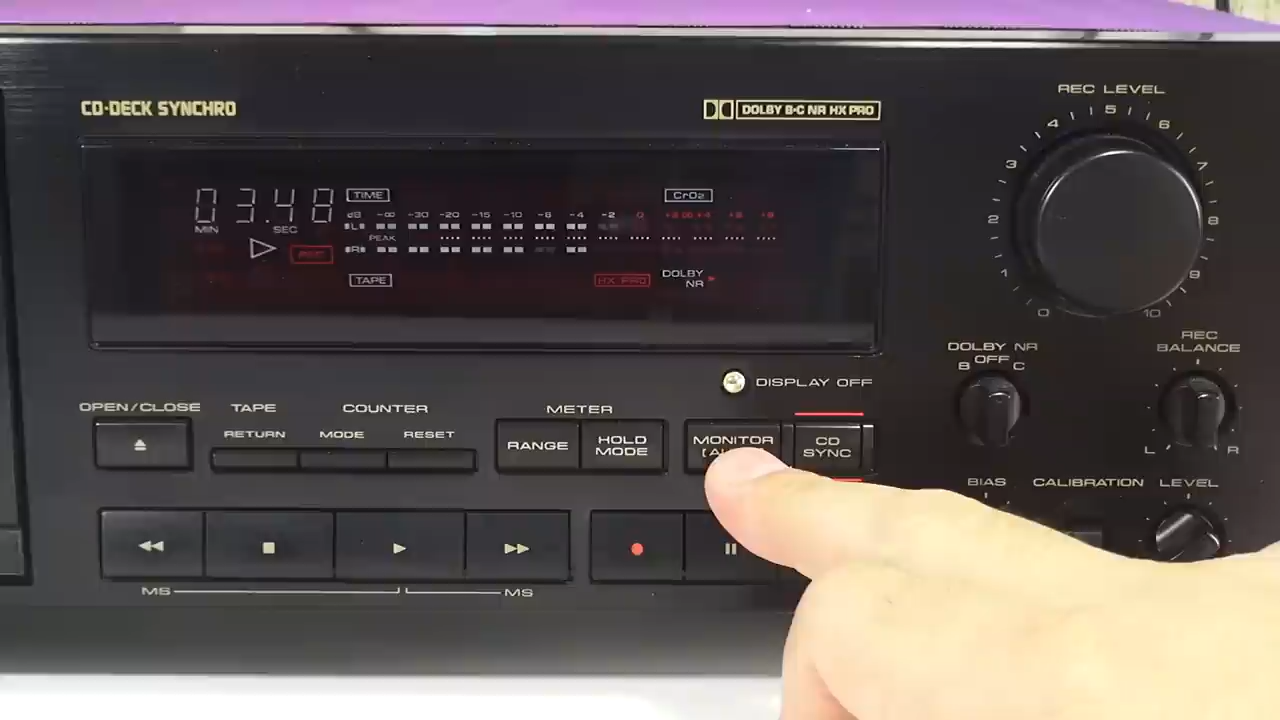 CD·DECK SYNCHRO
DOLBY B·C NR HX PRO
REC LEVEL
0 1 2 3 4 5 6 7 8 9 10
03.48
MIN SEC
TIME
CrO2
dB -∞ -30 -20 -15 -10 -6 -4 -2 0
L
PEAK
R
REC
TAPE
HX PRO
DOLBY NR
DISPLAY OFF
DOLBY NR
B OFF C
REC BALANCE
L R
OPEN/CLOSE
TAPE
RETURN
COUNTER
MODE
RESET
METER
RANGE
HOLD MODE
MONITOR
CD SYNC
BIAS
CALIBRATION
LEVEL
MS
MS